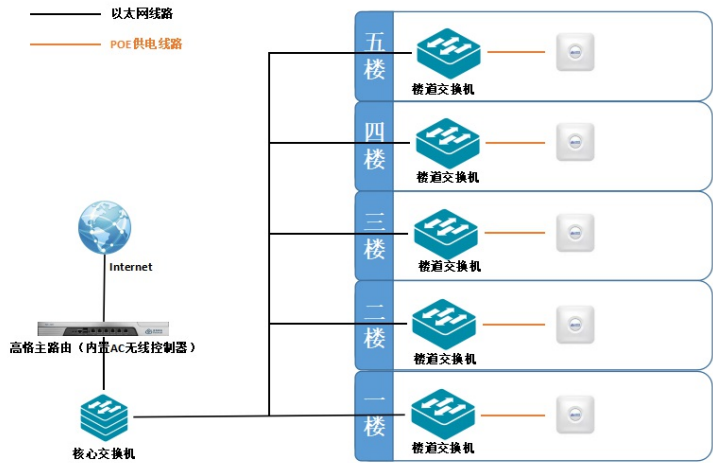 以太网线路
POE供电线路
五楼
楼道交换机
四楼
楼道交换机
三楼
楼道交换机
二楼
楼道交换机
一楼
楼道交换机
Internet
高恪主路由（内置AC无线控制器）
核心交换机